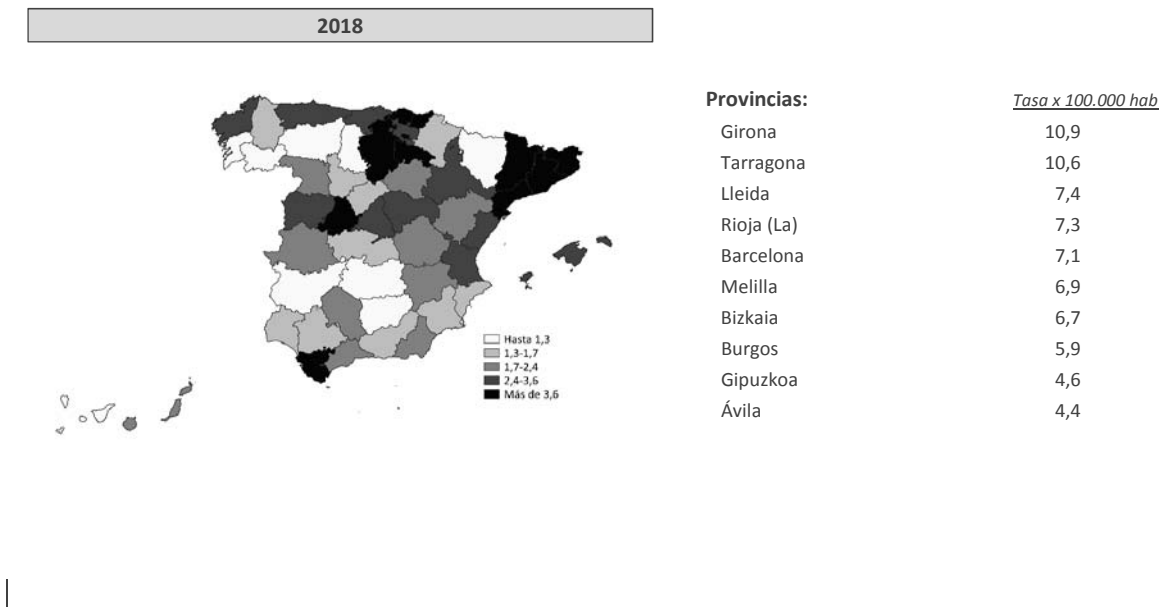 2018
Provincias: Tasa x 100.000 hab
Girona 10,9
Tarragona 10,6
Lleida 7,4
Rioja (La) 7,3
Barcelona 7,1
Melilla 6,9
Bizkaia 6,7
Burgos 5,9
Gipuzkoa 4,6
Ávila 4,4
Hasta 1,3
1,3-1,7
1,7-2,4
2,4-3,6
Más de 3,6